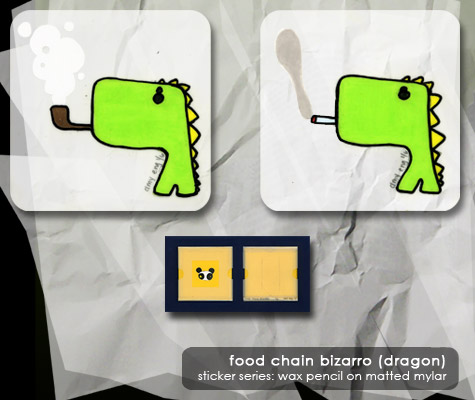 food chain bizarro (dragon)
sticker series: wax pencil on matted mylar